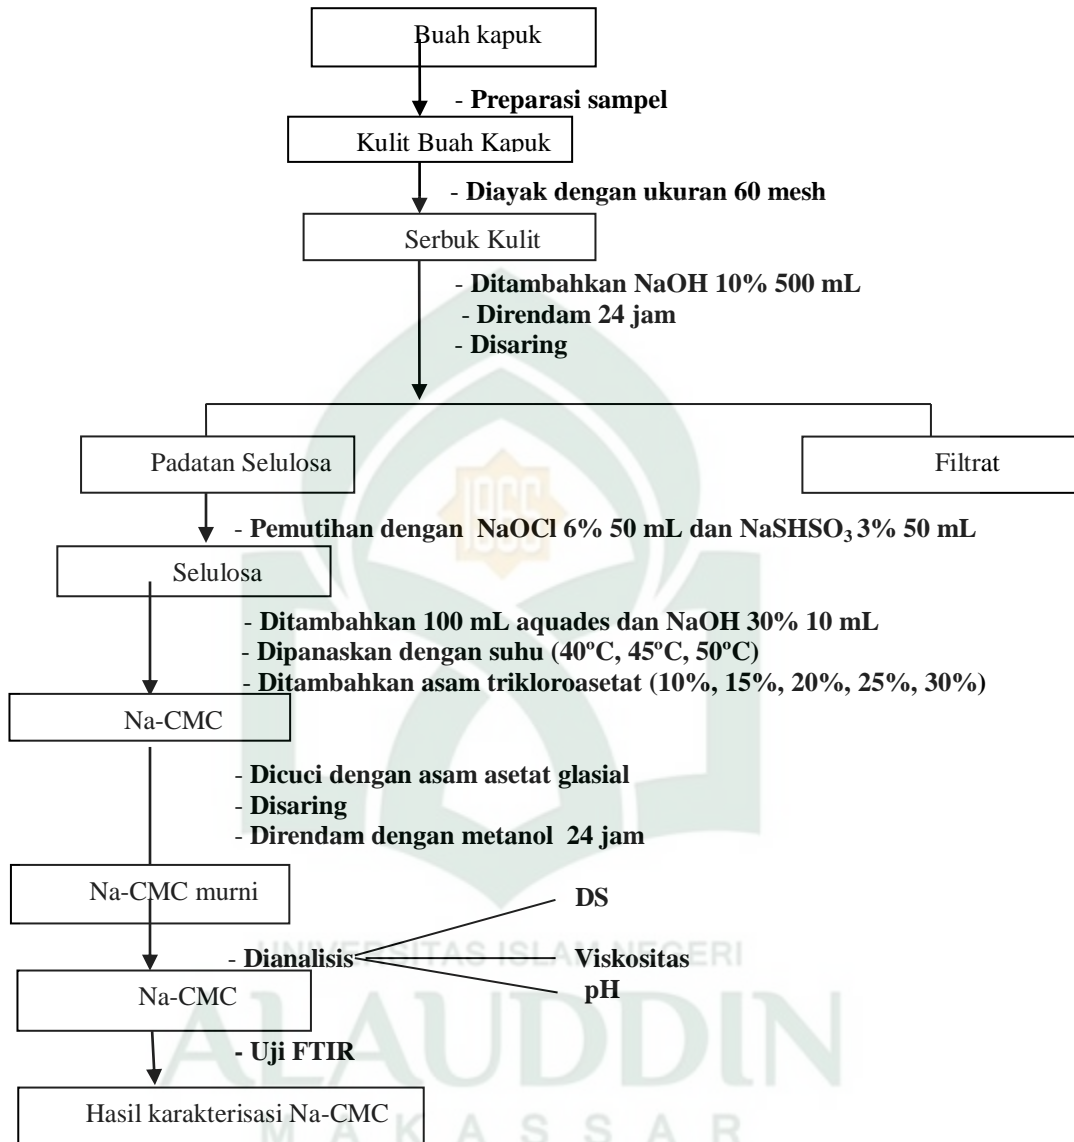 Buah kapuk
- Preparasi sampel
Kulit Buah Kapuk
- Diayak dengan ukuran 60 mesh
Serbuk Kulit
- Ditambahkan NaOH 10% 500 mL
- Direndam 24 jam
- Disaring
Padatan Selulosa
Filtrat
- Pemutihan dengan NaOCl 6% 50 mL dan NaSHSO₃ 3% 50 mL
Selulosa
- Ditambahkan 100 mL aquades dan NaOH 30% 10 mL
- Dipanaskan dengan suhu (40ºC, 45ºC, 50ºC)
- Ditambahkan asam trikloroasetat (10%, 15%, 20%, 25%, 30%)
Na-CMC
- Dicuci dengan asam asetat glasial
- Disaring
- Direndam dengan metanol 24 jam
Na-CMC murni
DS
- Dianalisis
Viskositas
pH
Na-CMC
- Uji FTIR
Hasil karakterisasi Na-CMC
1965
UNIVERSITAS ISLAM NEGERI
ALAUDDIN
MAKASSAR